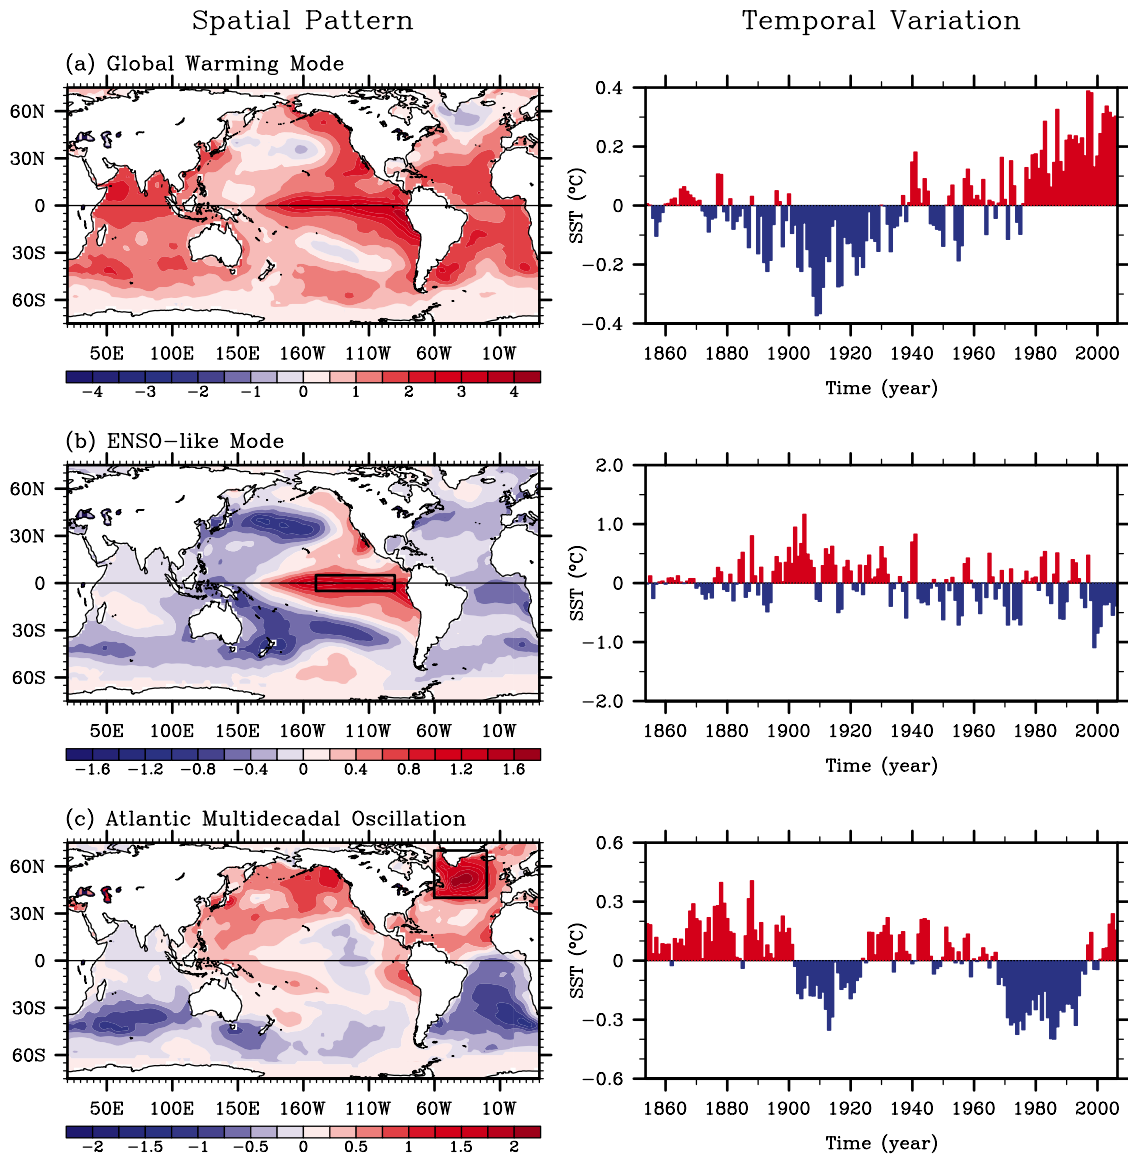 Spatial Pattern
Temporal Variation
(a) Global Warming Mode
60N
30N
0
30S
60S
50E 100E 150E 160W 110W 60W 10W
-4 -3 -2 -1 0 1 2 3 4
0.4
0.2
0
-0.2
-0.4
SST (°C)
1860 1880 1900 1920 1940 1960 1980 2000
Time (year)
(b) ENSO-like Mode
60N
30N
0
30S
60S
50E 100E 150E 160W 110W 60W 10W
-1.6 -1.2 -0.8 -0.4 0 0.4 0.8 1.2 1.6
2.0
1.0
0
-1.0
-2.0
SST (°C)
1860 1880 1900 1920 1940 1960 1980 2000
Time (year)
(c) Atlantic Multidecadal Oscillation
60N
30N
0
30S
60S
50E 100E 150E 160W 110W 60W 10W
-2 -1.5 -1 -0.5 0 0.5 1 1.5 2
0.6
0.3
0
-0.3
-0.6
SST (°C)
1860 1880 1900 1920 1940 1960 1980 2000
Time (year)